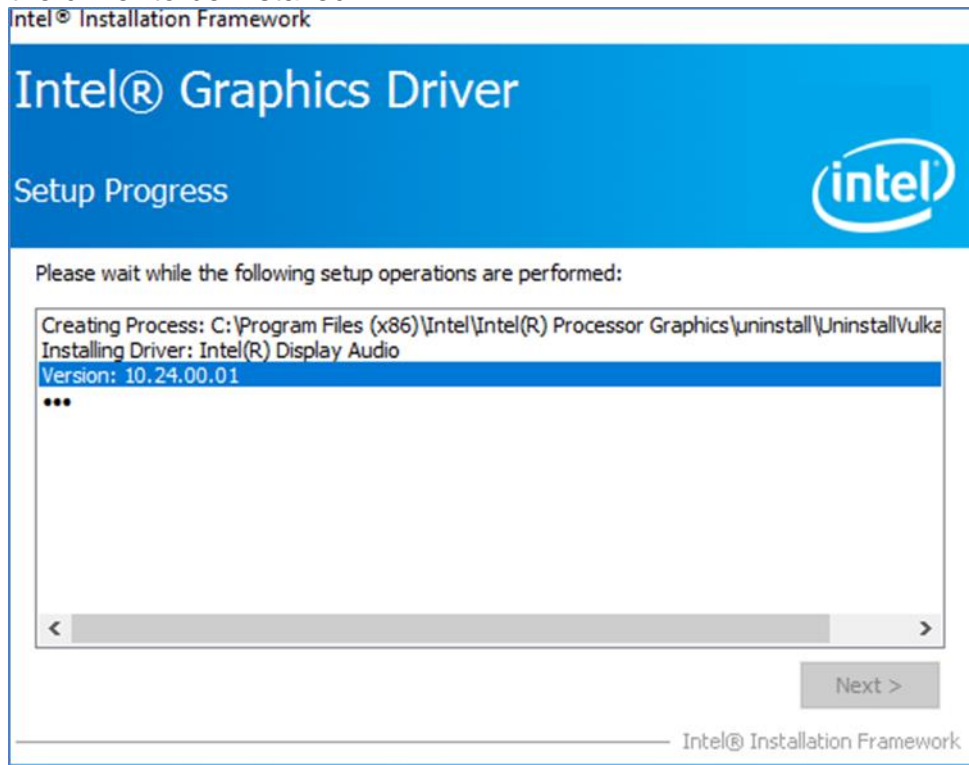 Intel® Installation Framework
Intel® Graphics Driver
intel
Setup Progress
Please wait while the following setup operations are performed:
Creating Process: C:\Program Files (x86)\Intel\Intel(R) Processor Graphics\uninstall\UninstallVulka
Installing Driver: Intel(R) Display Audio
Version: 10.24.00.01
•••
< >
Next >
Intel® Installation Framework